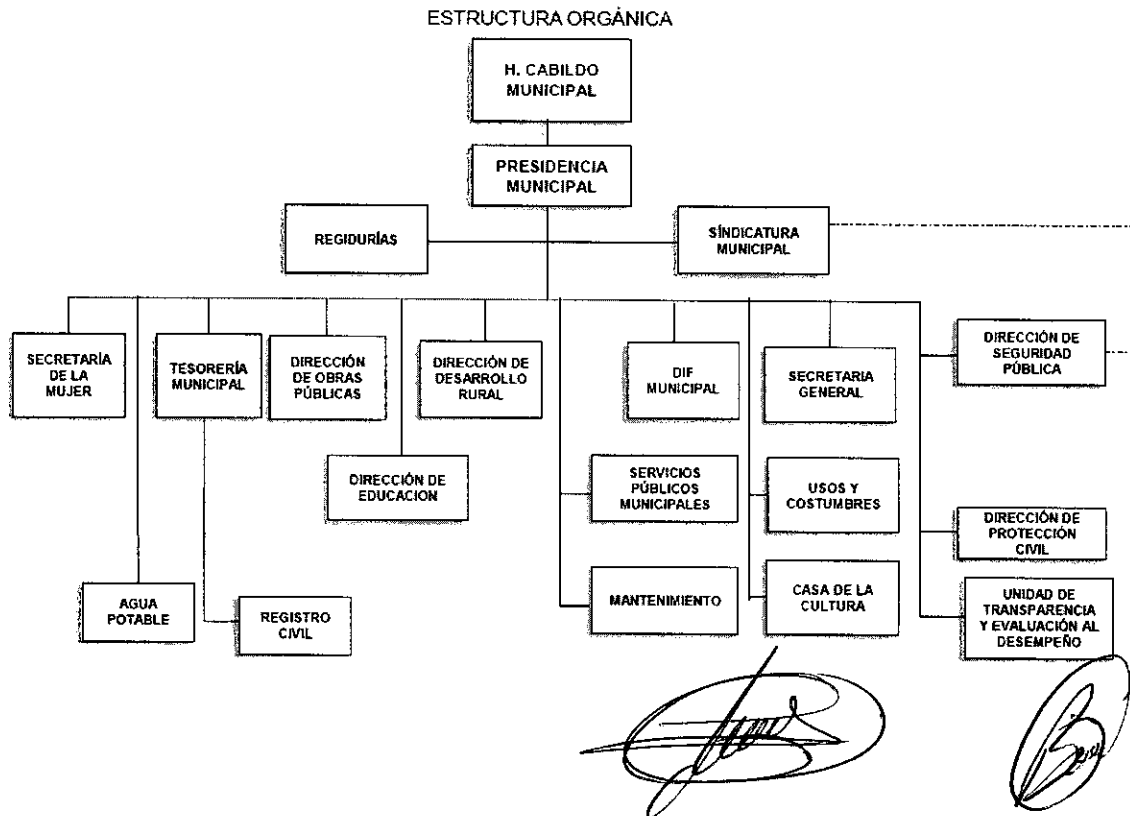 ESTRUCTURA ORGÁNICA
H. CABILDO
MUNICIPAL
PRESIDENCIA
MUNICIPAL
REGIDURÍAS
SÍNDICATURA
MUNICIPAL
SECRETARÍA
DE LA
MUJER
TESORERÍA
MUNICIPAL
DIRECCIÓN
DE OBRAS
PÚBLICAS
DIRECCIÓN DE
DESARROLLO
RURAL
DIF
MUNICIPAL
SECRETARIA
GENERAL
DIRECCIÓN DE
SEGURIDAD
PÚBLICA
DIRECCIÓN DE
EDUCACION
SERVICIOS
PÚBLICOS
MUNICIPALES
USOS Y
COSTUMBRES
DIRECCIÓN DE
PROTECCIÓN
CIVIL
AGUA
POTABLE
REGISTRO
CIVIL
MANTENIMIENTO
CASA DE LA
CULTURA
UNIDAD DE
TRANSPARENCIA
Y EVALUACIÓN AL
DESEMPEÑO